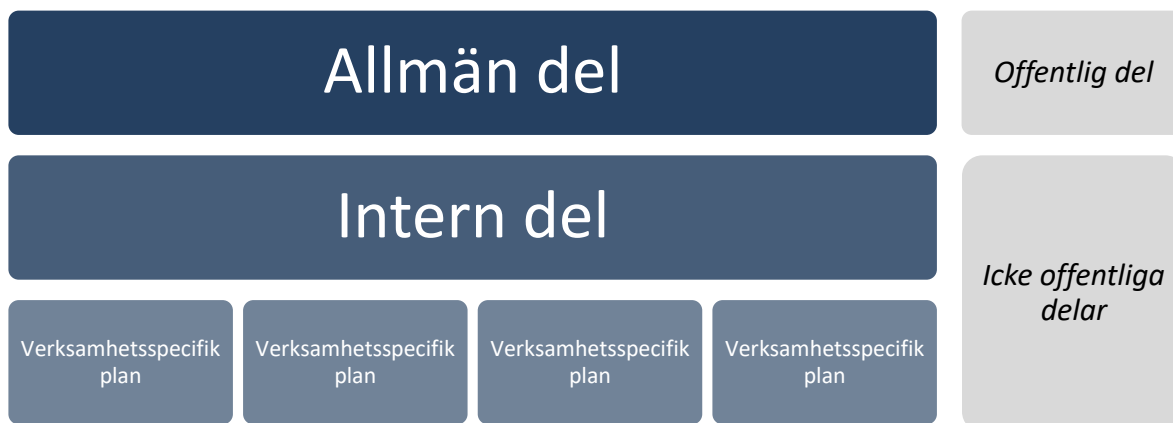 Allmän del
Offentlig del
Intern del
Icke offentliga
delar
Verksamhetsspecifik
plan
Verksamhetsspecifik
plan
Verksamhetsspecifik
plan
Verksamhetsspecifik
plan